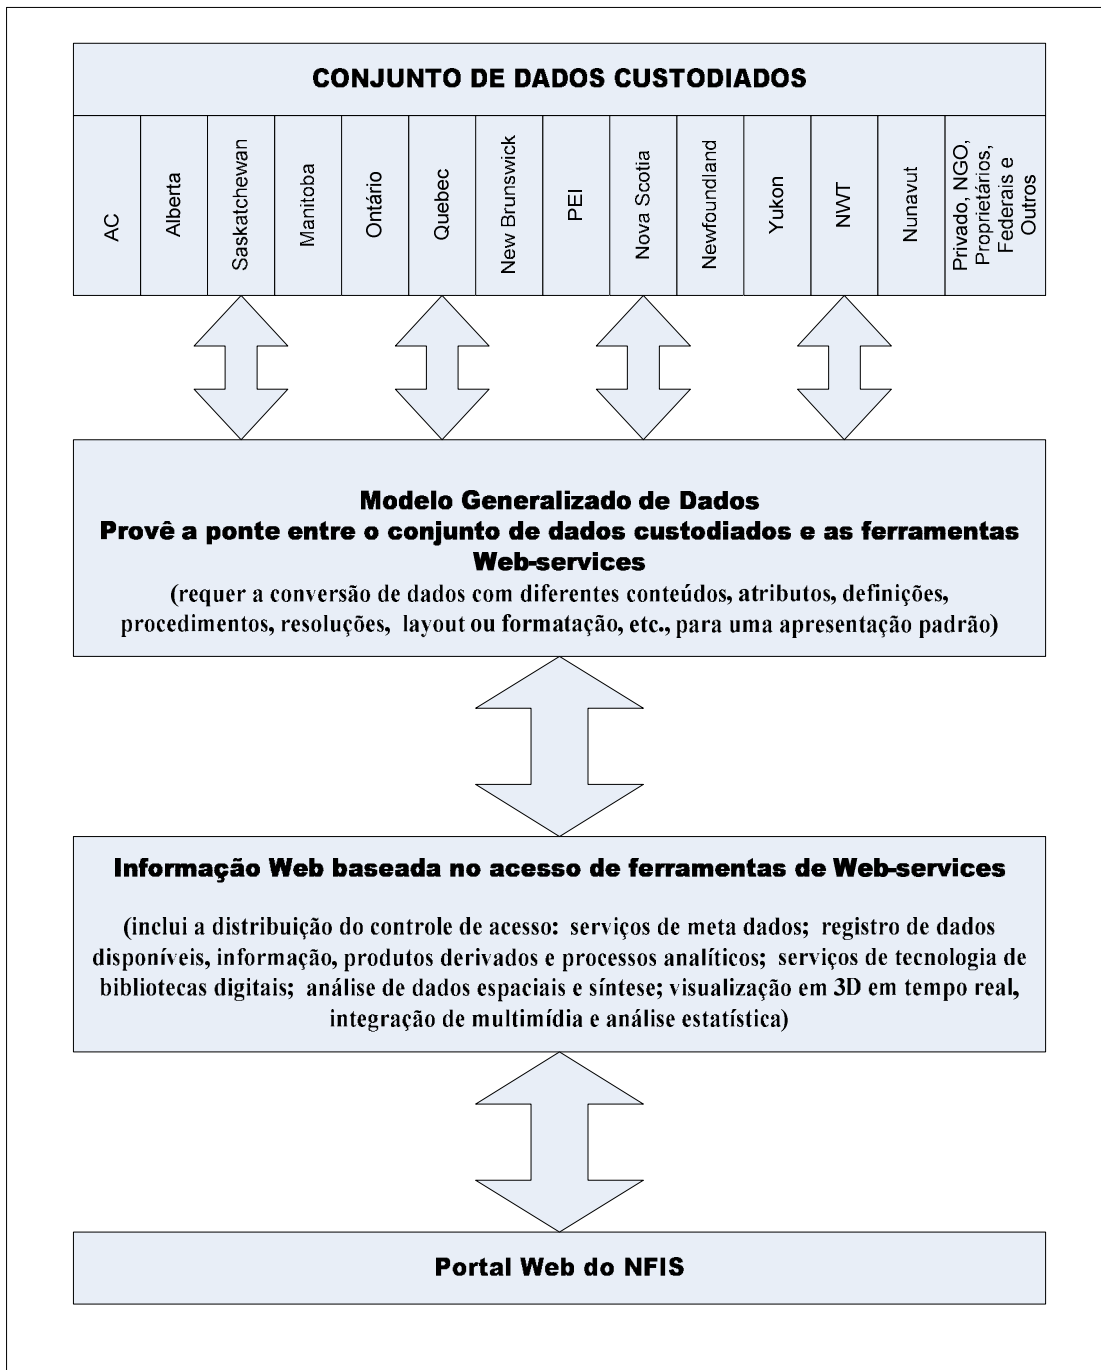 CONJUNTO DE DADOS CUSTODIADOS
AC
Alberta
Saskatchewan
Manitoba
Ontário
Quebec
New Brunswick
PEI
Nova Scotia
Newfoundland
Yukon
NWT
Nunavut
Privado, NGO,
Proprietários,
Federais e
Outros
Modelo Generalizado de Dados
Provê a ponte entre o conjunto de dados custodiados e as ferramentas
Web-services
(requer a conversão de dados com diferentes conteúdos, atributos, definições,
procedimentos, resoluções, layout ou formatação, etc., para uma apresentação padrão)
Informação Web baseada no acesso de ferramentas de Web-services
(inclui a distribuição do controle de acesso: serviços de meta dados; registro de dados
disponíveis, informação, produtos derivados e processos analíticos; serviços de tecnologia de
bibliotecas digitais; análise de dados espaciais e síntese; visualização em 3D em tempo real,
integração de multimídia e análise estatística)
Portal Web do NFIS